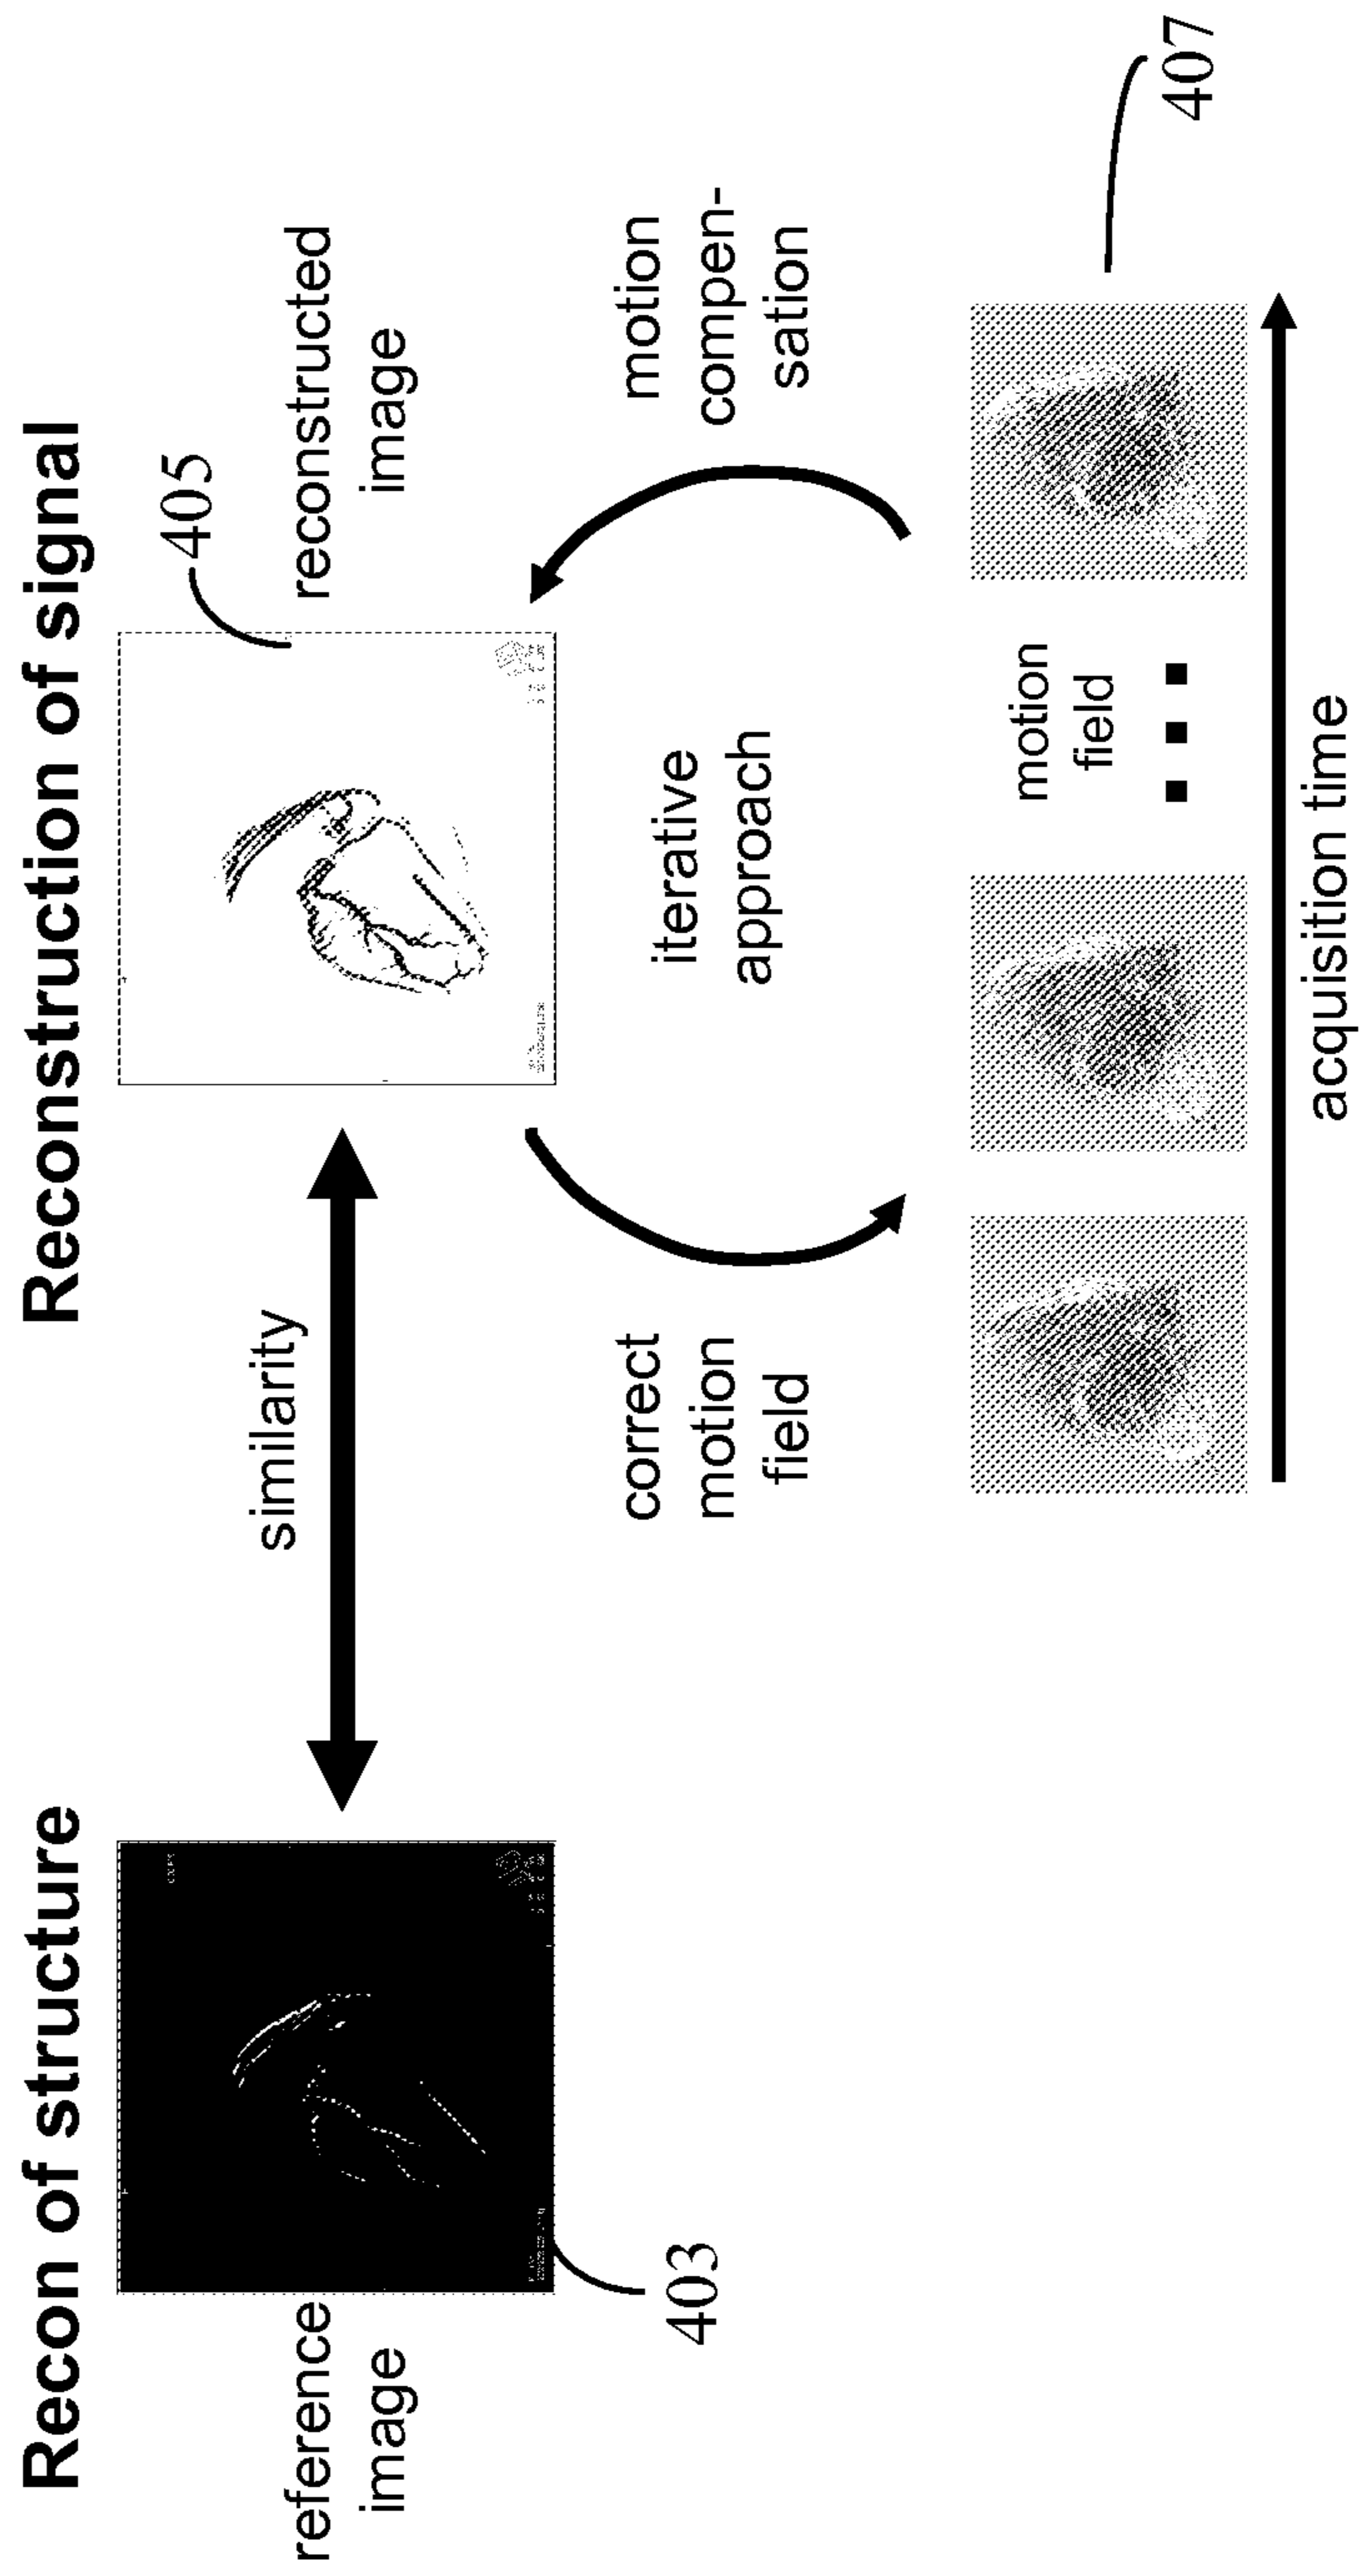 Recon of structure
Reconstruction of signal
reference
image
403
similarity
405
reconstructed
image
correct
motion
field
iterative
approach
motion
compen-
sation
motion
field
407
acquisition time